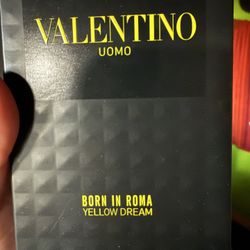 VALENTINO
UOMO
BORN IN ROMA
YELLOW DREAM